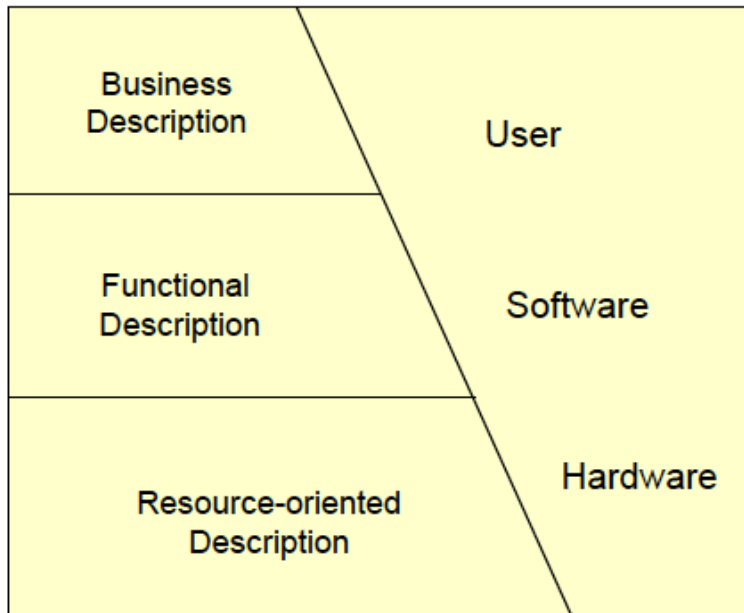 Business
Description
User
Functional
Description
Software
Resource-oriented
Description
Hardware